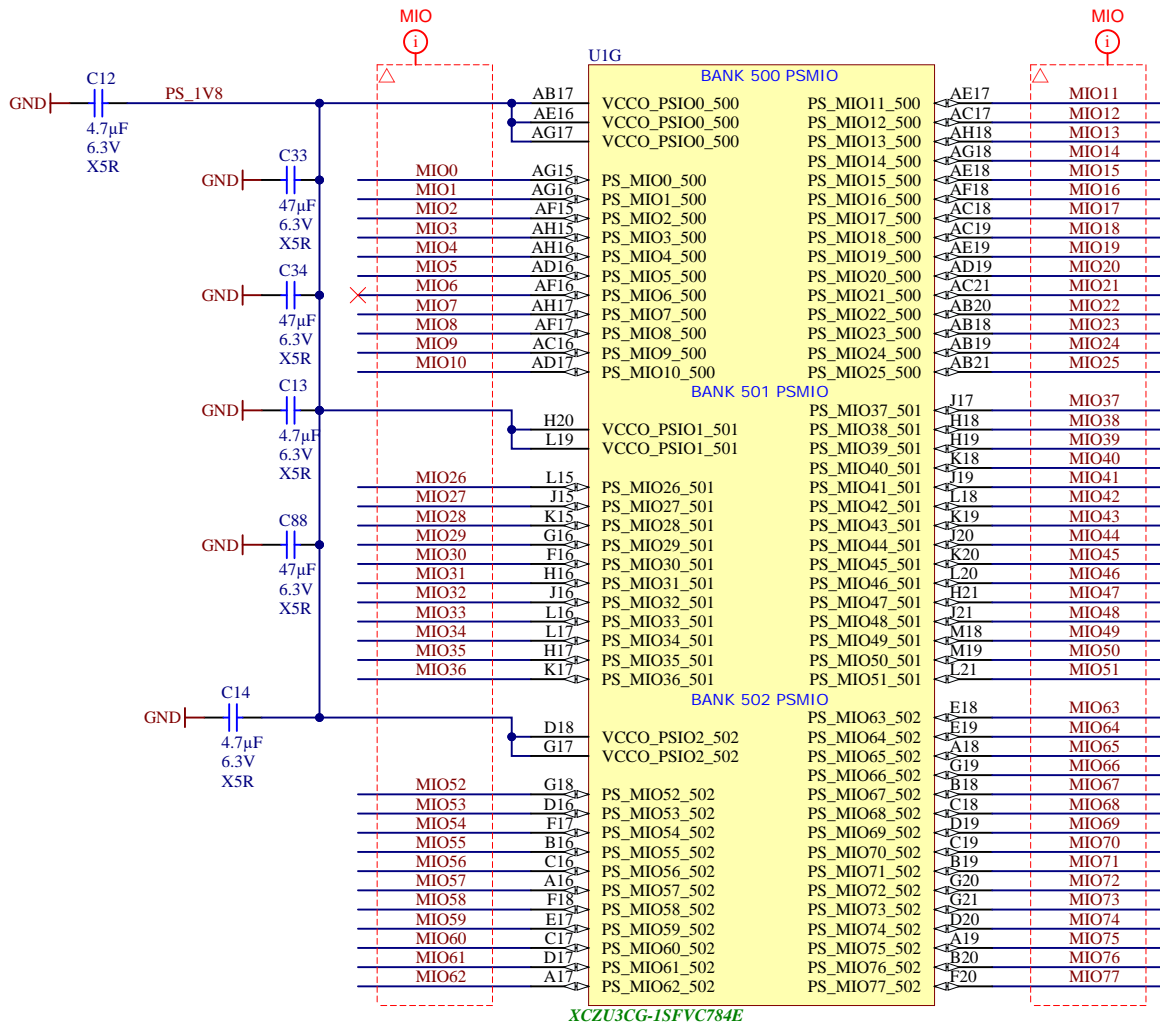 MIO
MIO
U1G
BANK 500 PSMIO
C12
GND
PS_1V8
4.7µF
6.3V
X5R
AB17 VCCO_PSIO0_500
AE16 VCCO_PSIO0_500
AG17 VCCO_PSIO0_500
PS_MIO11_500 AE17 MIO11
PS_MIO12_500 AC17 MIO12
PS_MIO13_500 AH18 MIO13
PS_MIO14_500 AG18 MIO14
PS_MIO15_500 AE18 MIO15
PS_MIO16_500 AF18 MIO16
PS_MIO17_500 AC18 MIO17
PS_MIO18_500 AC19 MIO18
PS_MIO19_500 AE19 MIO19
PS_MIO20_500 AD19 MIO20
PS_MIO21_500 AC21 MIO21
PS_MIO22_500 AB20 MIO22
PS_MIO23_500 AB18 MIO23
PS_MIO24_500 AB19 MIO24
PS_MIO25_500 AB21 MIO25
C33
GND
47µF
6.3V
X5R
MIO0 AG15 PS_MIO0_500
MIO1 AG16 PS_MIO1_500
MIO2 AF15 PS_MIO2_500
MIO3 AH15 PS_MIO3_500
MIO4 AH16 PS_MIO4_500
MIO5 AD16 PS_MIO5_500
MIO6 AF16 PS_MIO6_500
MIO7 AH17 PS_MIO7_500
MIO8 AF17 PS_MIO8_500
MIO9 AC16 PS_MIO9_500
MIO10 AD17 PS_MIO10_500
C34
GND
47µF
6.3V
X5R
BANK 501 PSMIO
C13
GND
4.7µF
6.3V
X5R
H20 VCCO_PSIO1_501
L19 VCCO_PSIO1_501
PS_MIO37_501 J17 MIO37
PS_MIO38_501 H18 MIO38
PS_MIO39_501 H19 MIO39
PS_MIO40_501 K18 MIO40
PS_MIO41_501 J19 MIO41
PS_MIO42_501 L18 MIO42
PS_MIO43_501 K19 MIO43
PS_MIO44_501 J20 MIO44
PS_MIO45_501 K20 MIO45
PS_MIO46_501 L20 MIO46
PS_MIO47_501 H21 MIO47
PS_MIO48_501 J21 MIO48
PS_MIO49_501 M18 MIO49
PS_MIO50_501 M19 MIO50
PS_MIO51_501 L21 MIO51
MIO26 L15 PS_MIO26_501
MIO27 J15 PS_MIO27_501
MIO28 K15 PS_MIO28_501
MIO29 G16 PS_MIO29_501
MIO30 F16 PS_MIO30_501
MIO31 H16 PS_MIO31_501
MIO32 J16 PS_MIO32_501
MIO33 L16 PS_MIO33_501
MIO34 L17 PS_MIO34_501
MIO35 H17 PS_MIO35_501
MIO36 K17 PS_MIO36_501
C88
GND
47µF
6.3V
X5R
BANK 502 PSMIO
C14
GND
4.7µF
6.3V
X5R
D18 VCCO_PSIO2_502
G17 VCCO_PSIO2_502
PS_MIO63_502 E18 MIO63
PS_MIO64_502 E19 MIO64
PS_MIO65_502 A18 MIO65
PS_MIO66_502 G19 MIO66
PS_MIO67_502 B18 MIO67
PS_MIO68_502 C18 MIO68
PS_MIO69_502 D19 MIO69
PS_MIO70_502 C19 MIO70
PS_MIO71_502 B19 MIO71
PS_MIO72_502 G20 MIO72
PS_MIO73_502 G21 MIO73
PS_MIO74_502 D20 MIO74
PS_MIO75_502 A19 MIO75
PS_MIO76_502 B20 MIO76
PS_MIO77_502 F20 MIO77
MIO52 G18 PS_MIO52_502
MIO53 D16 PS_MIO53_502
MIO54 F17 PS_MIO54_502
MIO55 B16 PS_MIO55_502
MIO56 C16 PS_MIO56_502
MIO57 A16 PS_MIO57_502
MIO58 F18 PS_MIO58_502
MIO59 E17 PS_MIO59_502
MIO60 C17 PS_MIO60_502
MIO61 D17 PS_MIO61_502
MIO62 A17 PS_MIO62_502
XCZU3CG-1SFVC784E